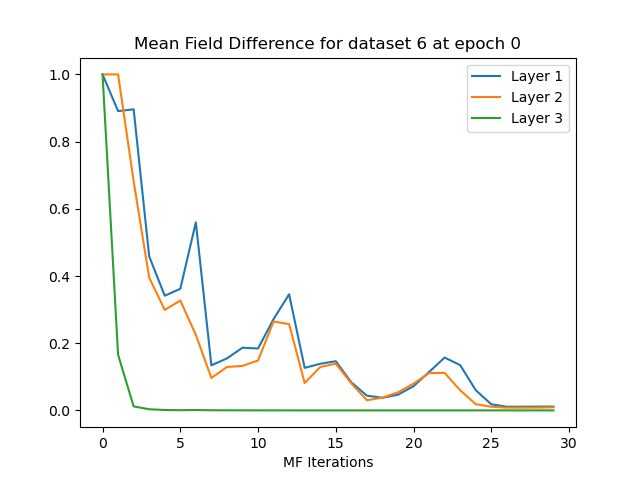 Mean Field Difference for dataset 6 at epoch 0
1.0
0.8
0.6
0.4
0.2
0.0
Layer 1
Layer 2
Layer 3
0 5 10 15 20 25 30
MF Iterations